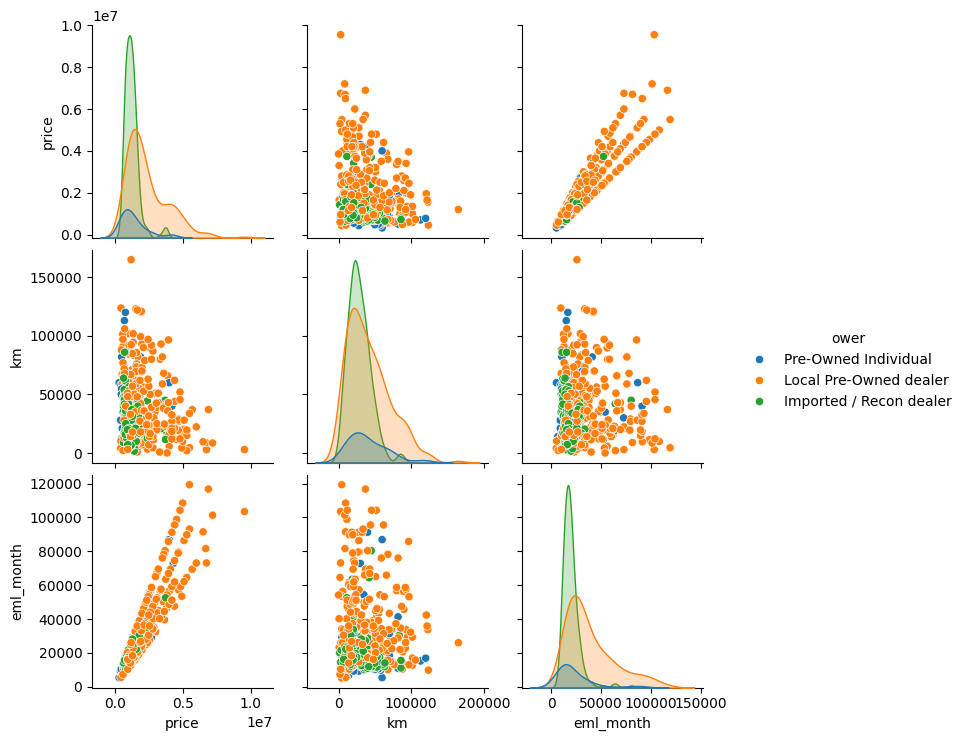 1e7
1.0
0.8
0.6
0.4
0.2
0.0
price
150000
100000
50000
0
km
120000
100000
80000
60000
40000
20000
0
eml_month
0.0 0.5 1.0
1e7
price
0 100000 200000
km
0 50000 100000 150000
eml_month
ower
Pre-Owned Individual
Local Pre-Owned dealer
Imported / Recon dealer